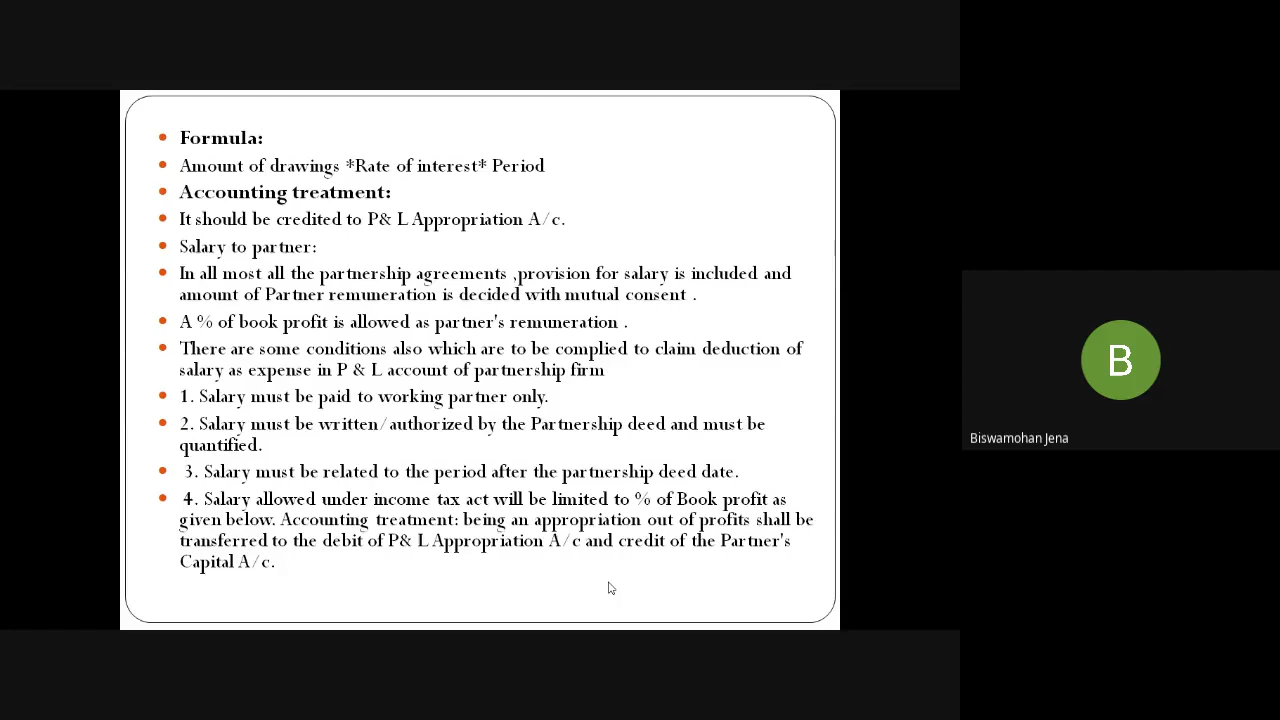 Formula:
Amount of drawings *Rate of interest* Period
Accounting treatment:
It should be credited to P& L Appropriation A/c.
Salary to partner:
In all most all the partnership agreements ,provision for salary is included and
amount of Partner remuneration is decided with mutual consent .
A % of book profit is allowed as partner's remuneration .
There are some conditions also which are to be complied to claim deduction of
salary as expense in P & L account of partnership firm
1. Salary must be paid to working partner only.
2. Salary must be written/authorized by the Partnership deed and must be
quantified.
3. Salary must be related to the period after the partnership deed date.
4. Salary allowed under income tax act will be limited to % of Book profit as
given below. Accounting treatment: being an appropriation out of profits shall be
transferred to the debit of P& L Appropriation A/c and credit of the Partner's
Capital A/c.
B
Biswamohan Jena